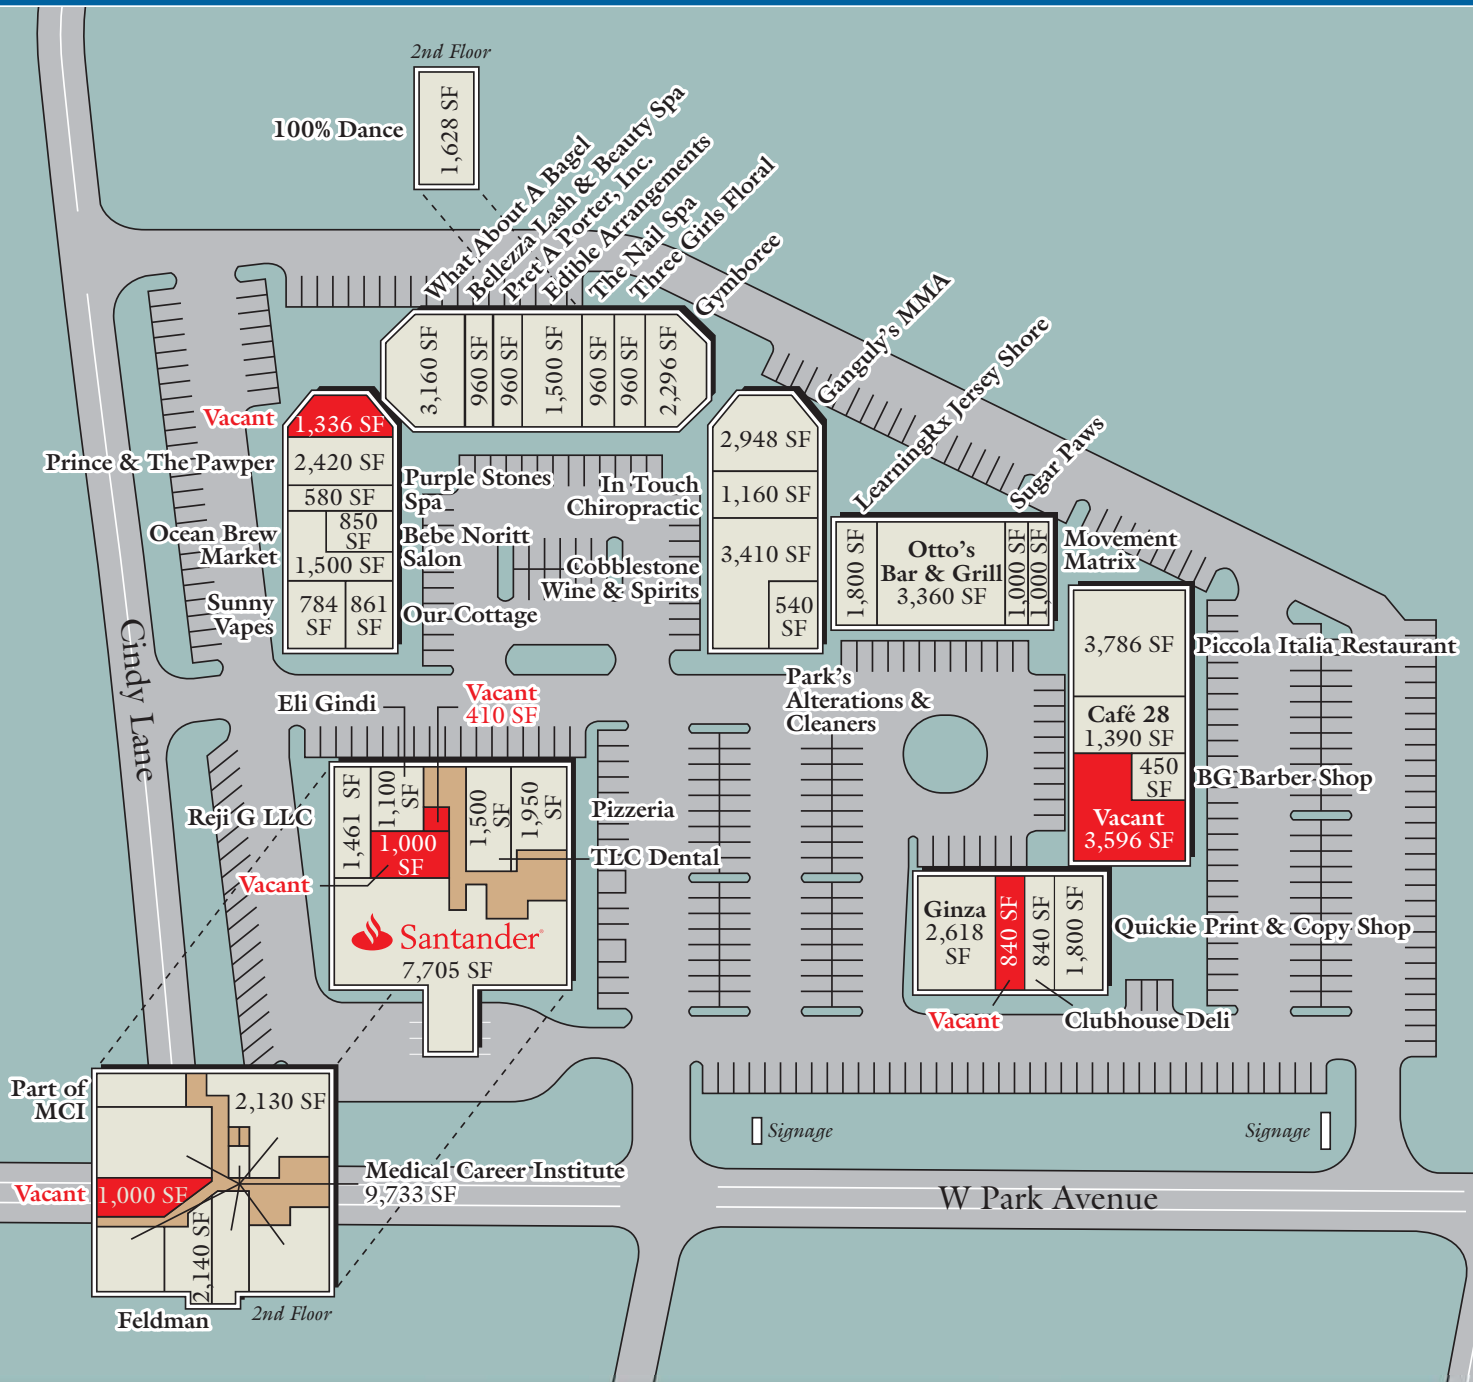 2nd Floor
100% Dance
1,628 SF
What About A Bagel
Bellezza Lash & Beauty Spa
Pret A Porter, Inc.
Edible Arrangements
The Nail Spa
Three Girls Floral
Gymboree
3,160 SF
960 SF
960 SF
1,500 SF
960 SF
960 SF
2,296 SF
Vacant
1,336 SF
Prince & The Pawper
2,420 SF
580 SF
Purple Stones
Spa
850
SF
Bebe Noritt
Salon
Ocean Brew
Market
1,500 SF
Sunny
Vapes
784
SF
861
SF
Our Cottage
Ganguly's MMA
2,948 SF
In Touch
Chiropractic
1,160 SF
Cobblestone
Wine & Spirits
3,410 SF
540
SF
Park's
Alterations &
Cleaners
LearningRx Jersey Shore
Sugar Paws
Movement
Matrix
1,800 SF
Otto's
Bar & Grill
3,360 SF
1,000 SF
1,000 SF
3,786 SF
Piccola Italia Restaurant
Café 28
1,390 SF
450
SF
BG Barber Shop
Vacant
3,596 SF
Cindy Lane
Eli Gindi
Vacant
410 SF
Reji G LLC
1,461 SF
1,100
SF
1,500
SF
1,950
SF
Pizzeria
TLC Dental
1,000
SF
Vacant
Santander
7,705 SF
Ginza
2,618
SF
840 SF
840 SF
1,800 SF
Quickie Print & Copy Shop
Vacant
Clubhouse Deli
Part of
MCI
2,130 SF
Signage
Signage
Medical Career Institute
9,733 SF
Vacant
1,000 SF
W Park Avenue
2,140 SF
Feldman
2nd Floor